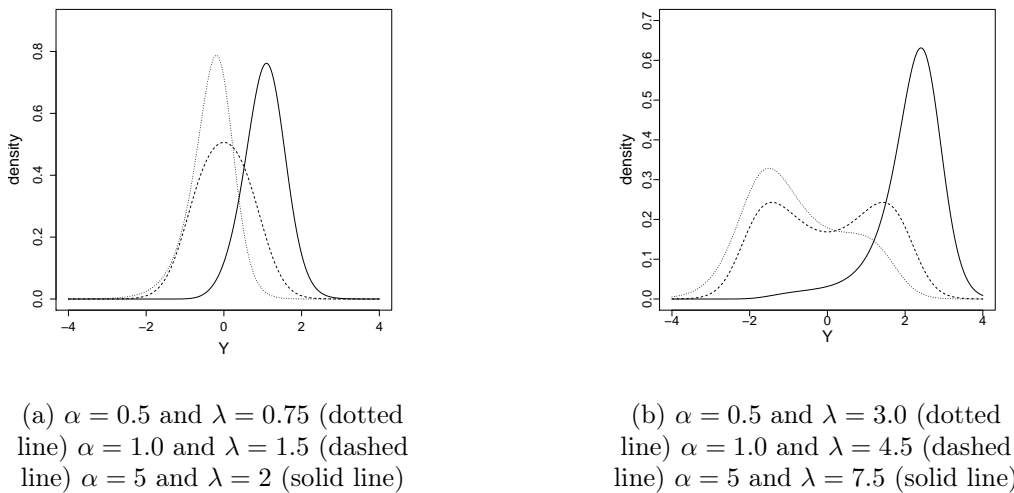 density
0.0 0.2 0.4 0.6 0.8
−4 −2 0 2 4
Y
(a) α = 0.5 and λ = 0.75 (dotted
line) α = 1.0 and λ = 1.5 (dashed
line) α = 5 and λ = 2 (solid line)
density
0.0 0.1 0.2 0.3 0.4 0.5 0.6 0.7
−4 −2 0 2 4
Y
(b) α = 0.5 and λ = 3.0 (dotted
line) α = 1.0 and λ = 4.5 (dashed
line) α = 5 and λ = 7.5 (solid line)